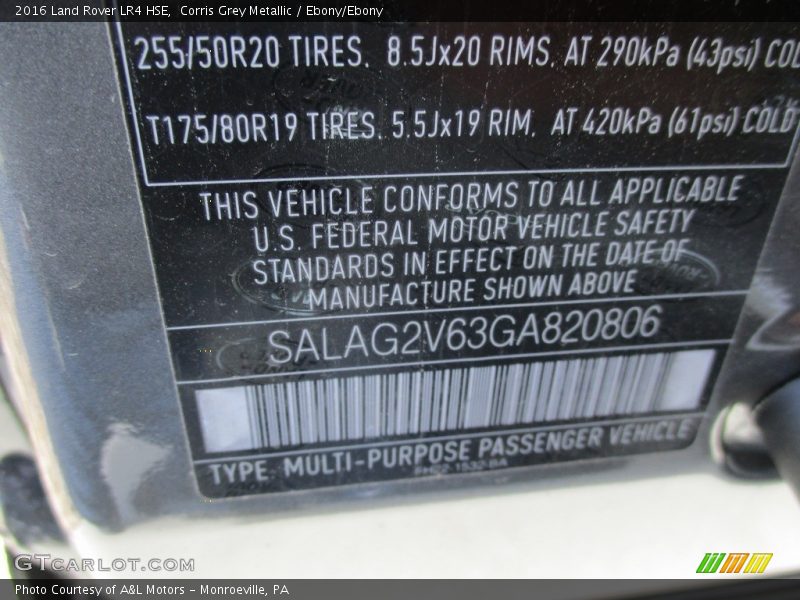 2016 Land Rover LR4 HSE, Corris Grey Metallic / Ebony/Ebony
255/50R20 TIRES. 8.5Jx20 RIMS. AT 290kPa (43psi) COL
T175/80R19 TIRES. 5.5Jx19 RIM. AT 420kPa (61psi) COLD
THIS VEHICLE CONFORMS TO ALL APPLICABLE
U.S. FEDERAL MOTOR VEHICLE SAFETY
STANDARDS IN EFFECT ON THE DATE OF
MANUFACTURE SHOWN ABOVE
SALAG2V63GA820806
TYPE. MULTI-PURPOSE PASSENGER VEHICLE
GTCARLOT.COM
Photo Courtesy of A&L Motors – Monroeville, PA